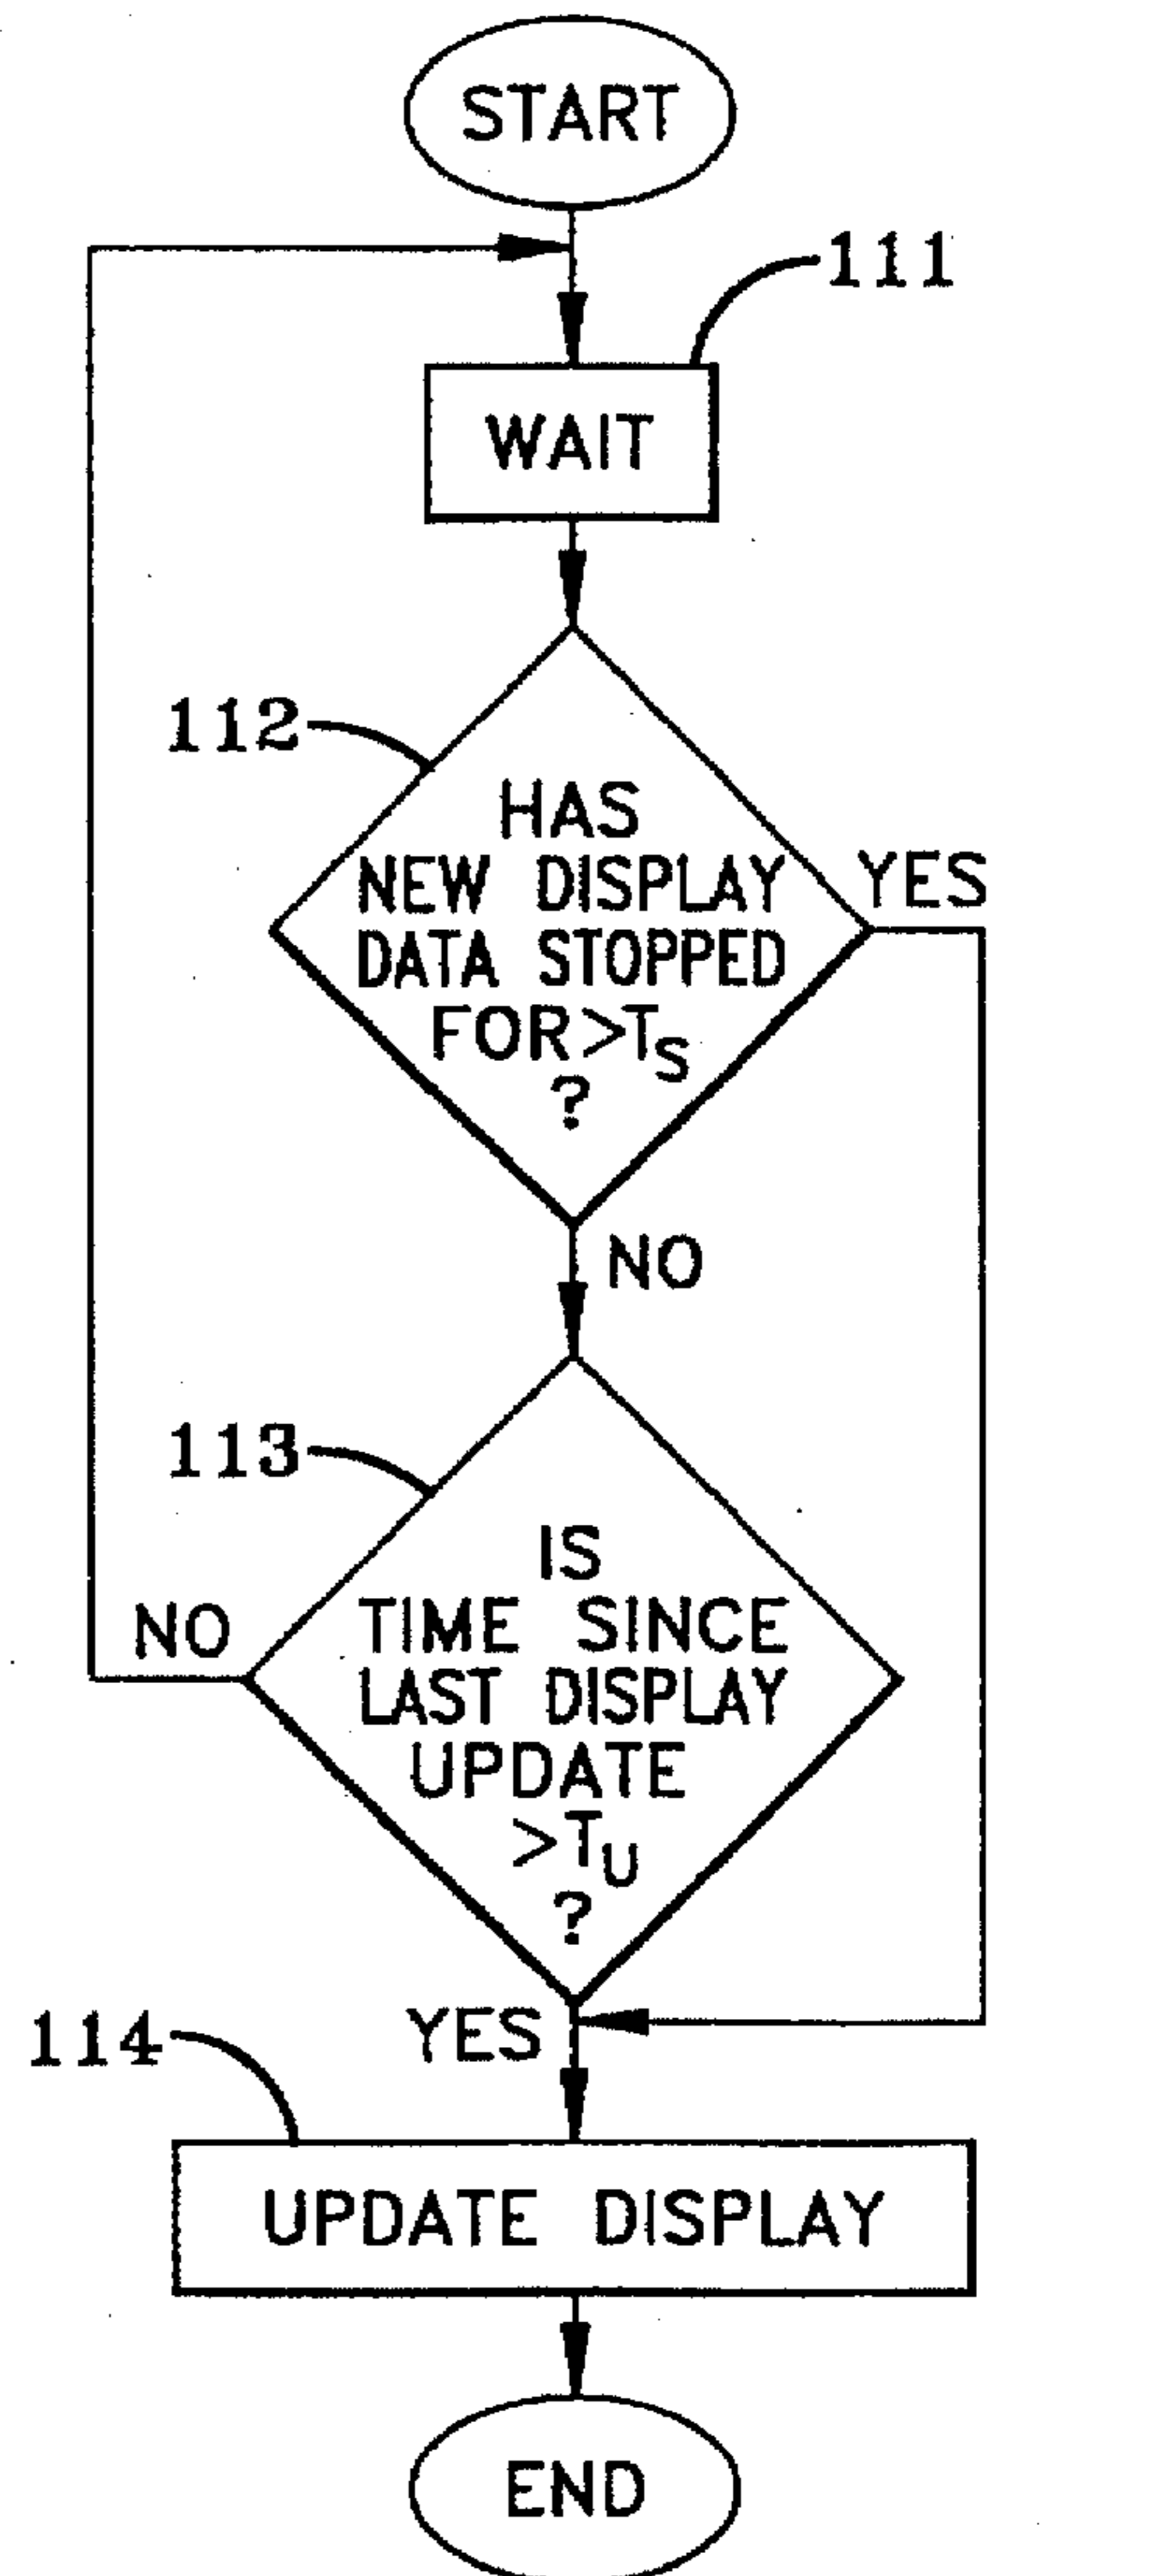 START
111
WAIT
112
HAS
NEW DISPLAY
DATA STOPPED
FOR >TS
?
YES
NO
113
IS
TIME SINCE
LAST DISPLAY
UPDATE
>TU
?
NO
YES
114
UPDATE DISPLAY
END